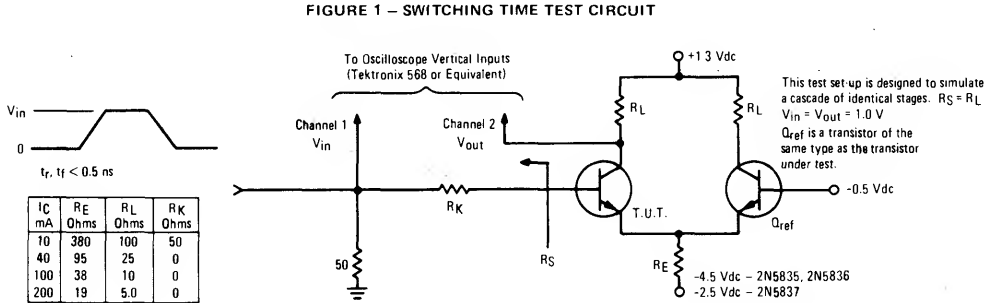 FIGURE 1 – SWITCHING TIME TEST CIRCUIT
To Oscilloscope Vertical Inputs
(Tektronix 568 or Equivalent)
+1.3 Vdc
This test set-up is designed to simulate
a cascade of identical stages. RS = RL
Vin = Vout = 1.0 V
Qref is a transistor of the
same type as the transistor
under test.
Vin
0
tr, tf < 0.5 ns
Channel 1
Vin
Channel 2
Vout
RL
RL
-0.5 Vdc
RK
T.U.T.
Qref
50
RS
RE
-4.5 Vdc – 2N5835, 2N5836
-2.5 Vdc – 2N5837
IC mA RE Ohms RL Ohms RK Ohms
10 380 100 50
40 95 25 0
100 38 10 0
200 19 5.0 0